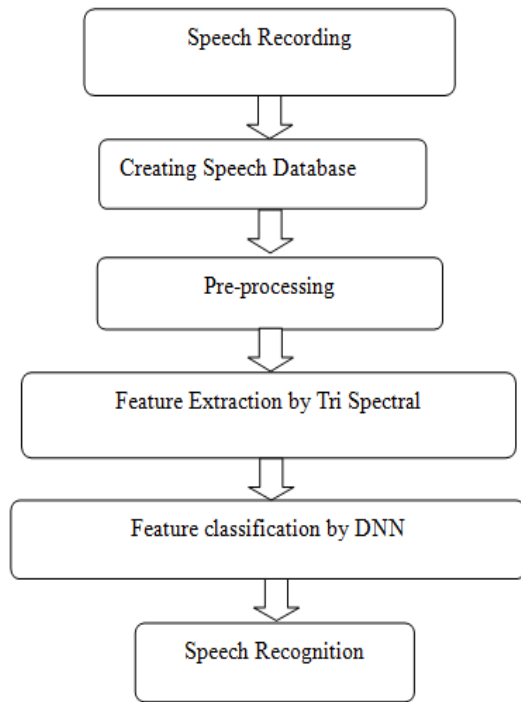 Speech Recording
Creating Speech Database
Pre-processing
Feature Extraction by Tri Spectral
Feature classification by DNN
Speech Recognition